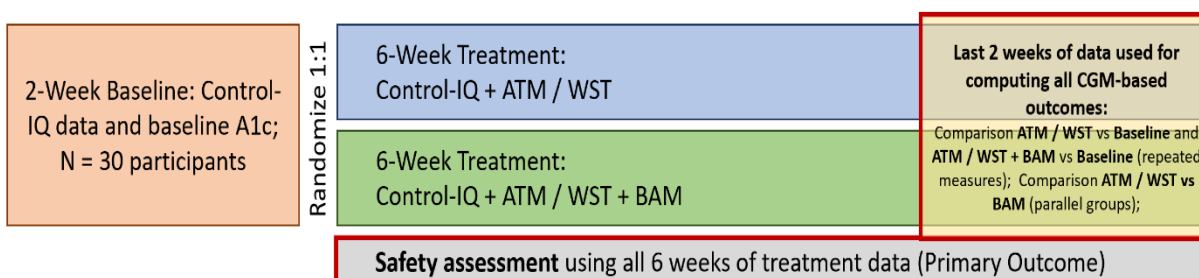 2-Week Baseline: Control-
IQ data and baseline A1c;
N = 30 participants
Randomize 1:1
6-Week Treatment:
Control-IQ + ATM / WST
6-Week Treatment:
Control-IQ + ATM / WST + BAM
Last 2 weeks of data used for
computing all CGM-based
outcomes:
Comparison ATM / WST vs Baseline and
ATM / WST + BAM vs Baseline (repeated
measures); Comparison ATM / WST vs
BAM (parallel groups);
Safety assessment using all 6 weeks of treatment data (Primary Outcome)